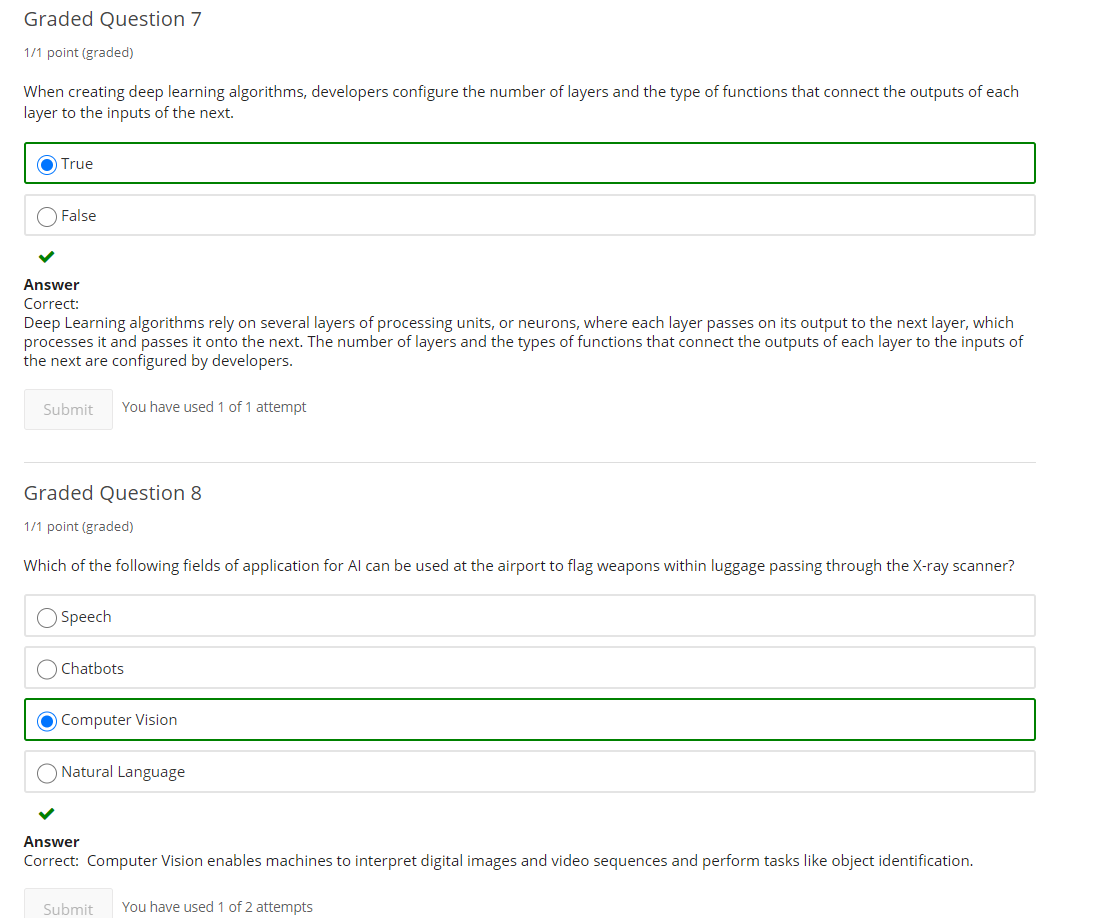 Graded Question 7
1/1 point (graded)
When creating deep learning algorithms, developers configure the number of layers and the type of functions that connect the outputs of each
layer to the inputs of the next.
True
False
Answer
Correct:
Deep Learning algorithms rely on several layers of processing units, or neurons, where each layer passes on its output to the next layer, which
processes it and passes it onto the next. The number of layers and the types of functions that connect the outputs of each layer to the inputs of
the next are configured by developers.
Submit
You have used 1 of 1 attempt
Graded Question 8
1/1 point (graded)
Which of the following fields of application for AI can be used at the airport to flag weapons within luggage passing through the X-ray scanner?
Speech
Chatbots
Computer Vision
Natural Language
Answer
Correct:  Computer Vision enables machines to interpret digital images and video sequences and perform tasks like object identification.
Submit
You have used 1 of 2 attempts